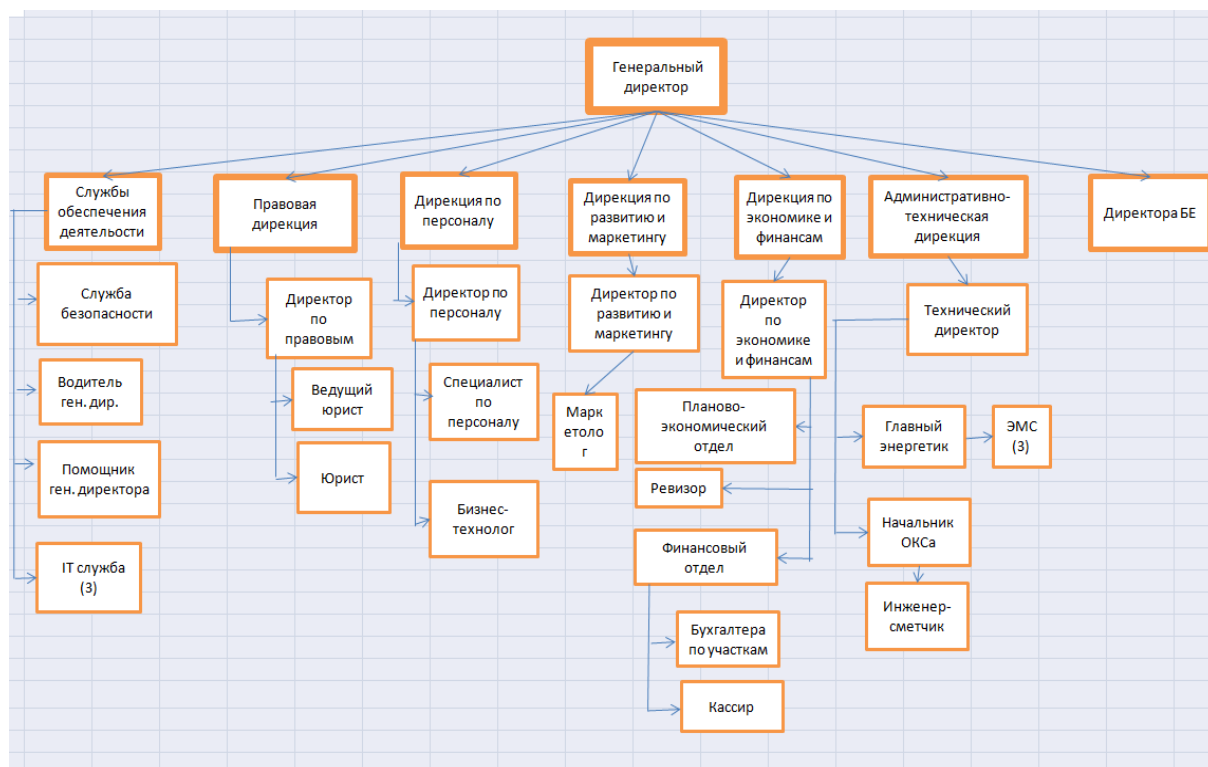 Генеральный
директор
Службы
обеспечения
деятельости
Правовая
дирекция
Дирекция по
персоналу
Дирекция по
развитию и
маркетингу
Дирекция по
экономике и
финансам
Административно-
техническая
дирекция
Директора БЕ
Служба
безопасности
Водитель
ген. дир.
Помощник
ген. директора
IT служба
(3)
Директор
по
правовым
Ведущий
юрист
Юрист
Директор по
персоналу
Специалист
по
персоналу
Бизнес-
технолог
Директор по
развитию и
маркетингу
Марк
етоло
г
Директор
по
экономике
и финансам
Планово-
экономический
отдел
Ревизор
Финансовый
отдел
Бухгалтера
по участкам
Кассир
Технический
директор
Главный
энергетик
ЭМС
(3)
Начальник
ОКСа
Инженер-
сметчик